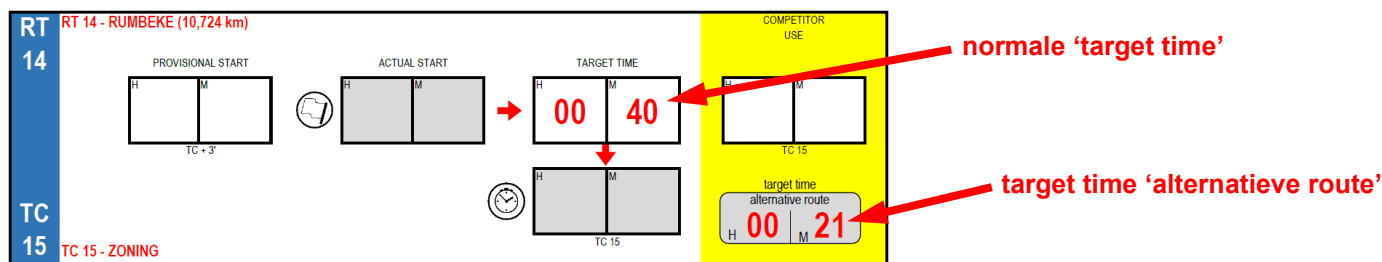 RT
14
RT 14 - RUMBEKE (10,724 km)
COMPETITOR
USE
PROVISIONAL START
ACTUAL START
TARGET TIME
H M
H M
H M
00 40
H M
TC + 3'
TC 15
normale ‘target time’
H M
TC 15
target time
alternative route
H 00 M 21
target time ‘alternatieve route’
TC
15
TC 15 - ZONING